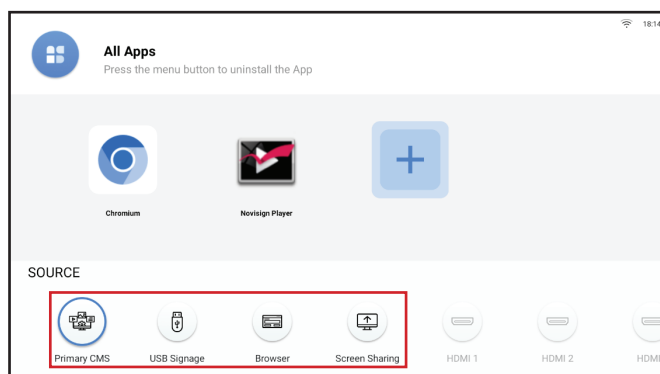 18:14
All Apps
Press the menu button to uninstall the App
Chromium
Novisign Player
SOURCE
Primary CMS
USB Signage
Browser
Screen Sharing
HDMI 1
HDMI 2
HDMI